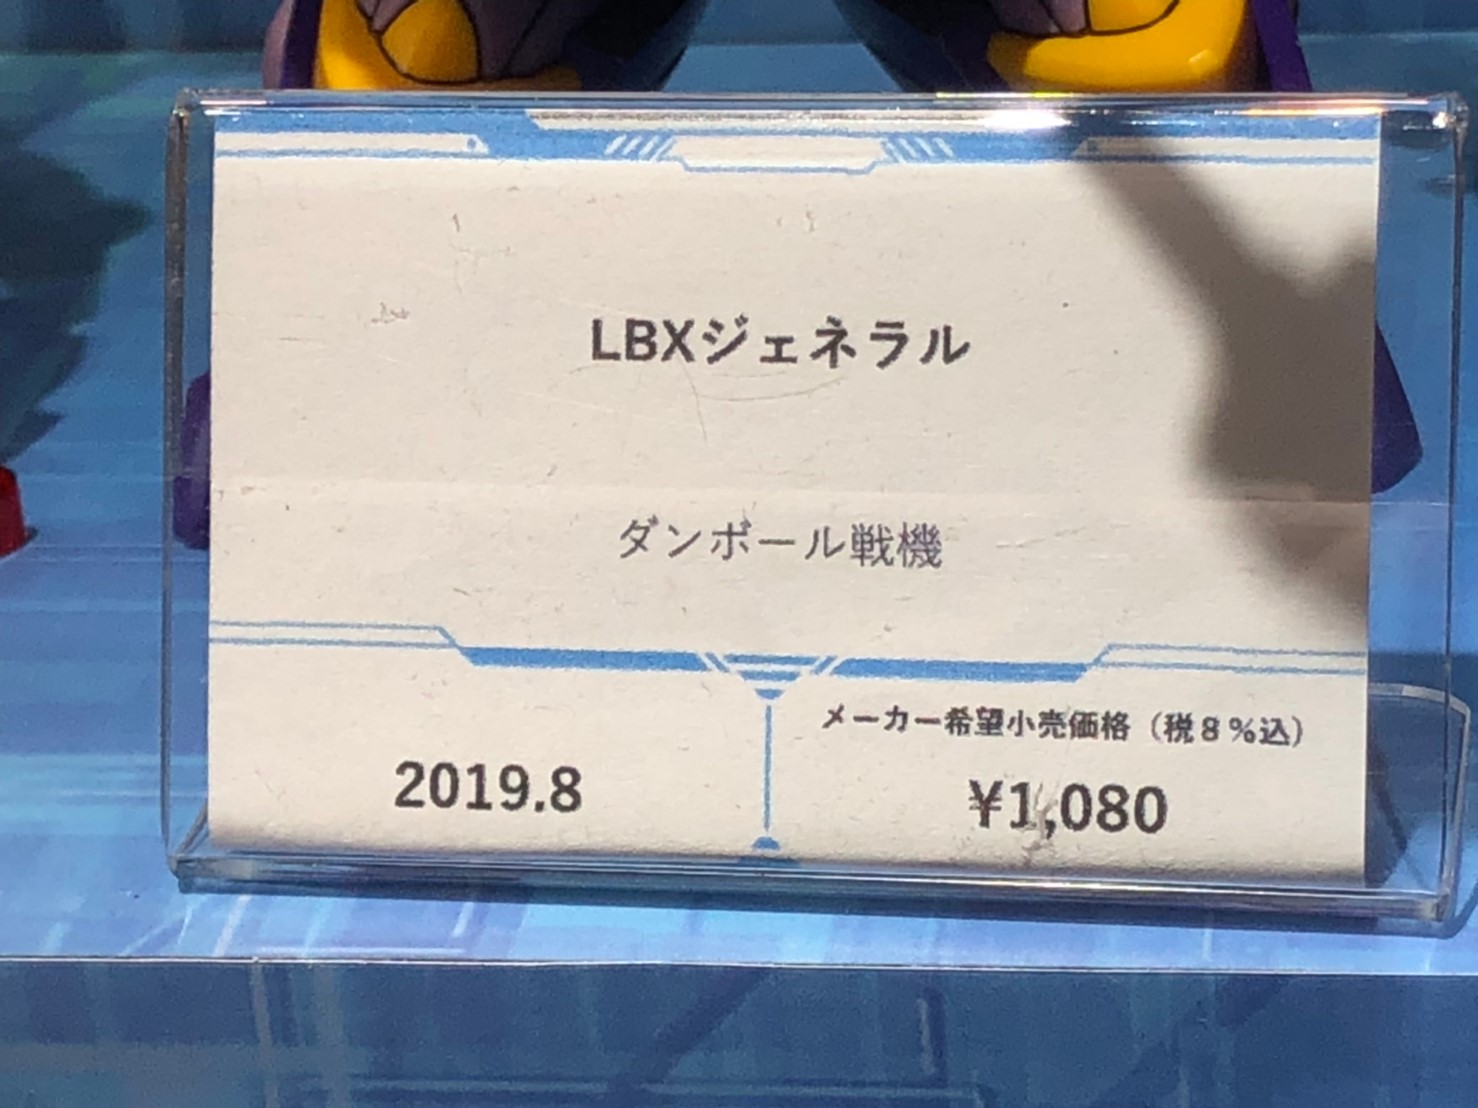 LBXジェネラル
ダンボール戦機
2019.8
メーカー希望小売価格（税８％込）
¥1,080